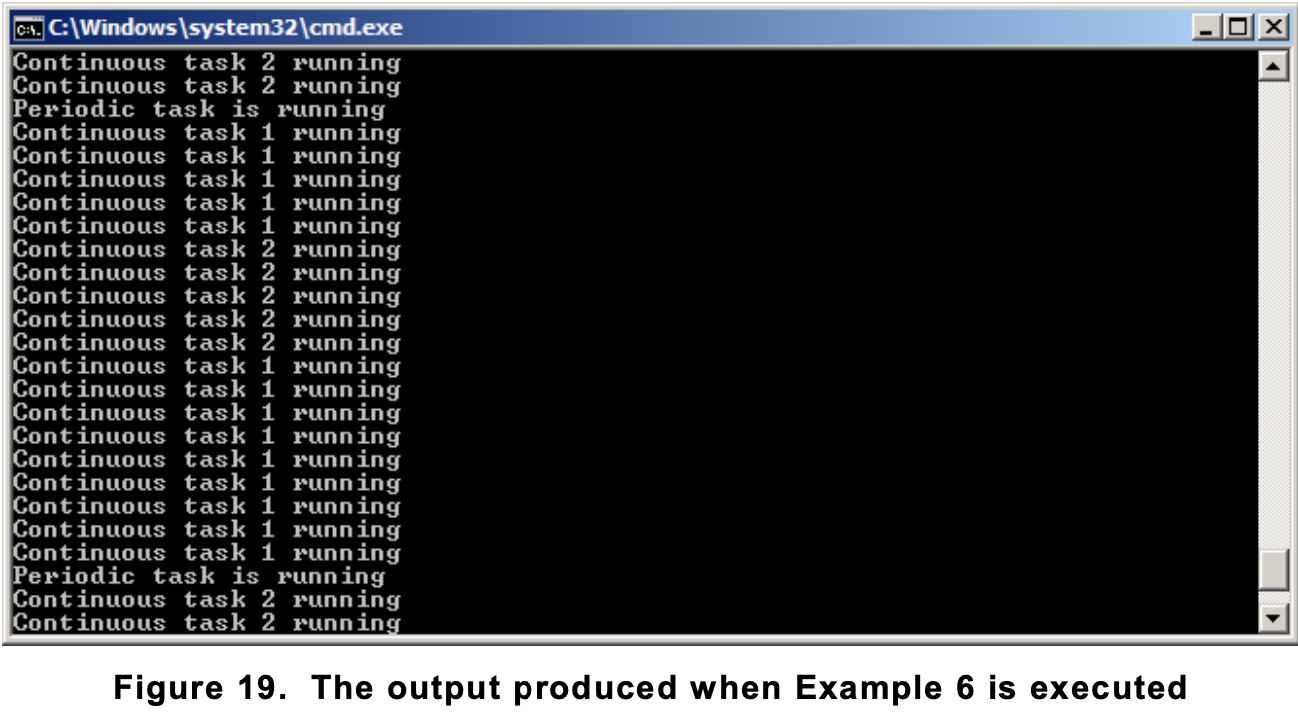 C:\Windows\system32\cmd.exe
Continuous task 2 running
Continuous task 2 running
Periodic task is running
Continuous task 1 running
Continuous task 1 running
Continuous task 1 running
Continuous task 1 running
Continuous task 1 running
Continuous task 2 running
Continuous task 2 running
Continuous task 2 running
Continuous task 2 running
Continuous task 2 running
Continuous task 1 running
Continuous task 1 running
Continuous task 1 running
Continuous task 1 running
Continuous task 1 running
Continuous task 1 running
Continuous task 1 running
Continuous task 1 running
Continuous task 1 running
Periodic task is running
Continuous task 2 running
Continuous task 2 running
Figure 19. The output produced when Example 6 is executed